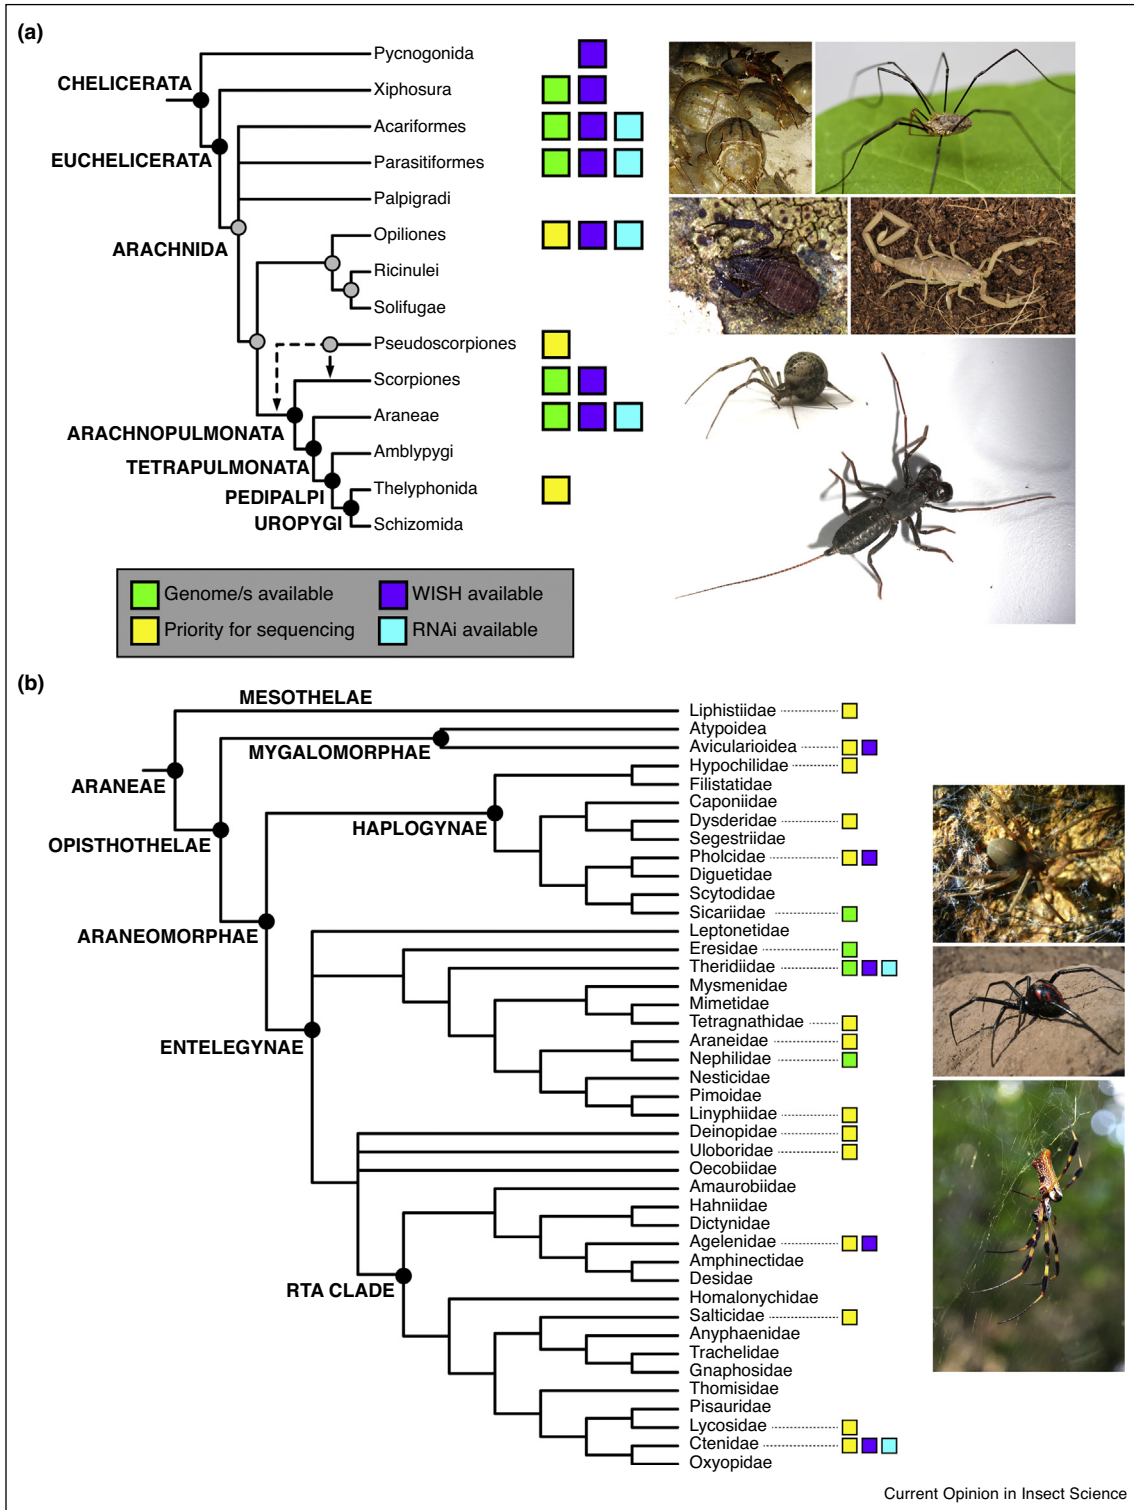 (a)
CHELICERATA
EUCHELICERATA
ARACHNIDA
ARACHNOPULMONATA
TETRAPULMONATA
PEDIPALPI
UROPYGI
Pycnogonida
Xiphosura
Acariformes
Parasitiformes
Palpigradi
Opiliones
Ricinulei
Solifugae
Pseudoscorpiones
Scorpiones
Araneae
Amblypygi
Thelyphonida
Schizomida
Genome/s available
WISH available
Priority for sequencing
RNAi available
(b)
MESOTHELAE
MYGALOMORPHAE
ARANEAE
HAPLOGYNAE
OPISTHOTHELAE
ARANEOMORPHAE
ENTELEGYNAE
RTA CLADE
Liphistiidae
Atypoidea
Avicularioidea
Hypochilidae
Filistatidae
Caponiidae
Dysderidae
Segestriidae
Pholcidae
Diguetidae
Scytodidae
Sicariidae
Leptonetidae
Eresidae
Theridiidae
Mysmenidae
Mimetidae
Tetragnathidae
Araneidae
Nephilidae
Nesticidae
Pimoidae
Linyphiidae
Deinopidae
Uloboridae
Oecobiidae
Amaurobiidae
Hahniidae
Dictynidae
Agelenidae
Amphinectidae
Desidae
Homalonychidae
Salticidae
Anyphaenidae
Trachelidae
Gnaphosidae
Thomisidae
Pisauridae
Lycosidae
Ctenidae
Oxyopidae
Current Opinion in Insect Science